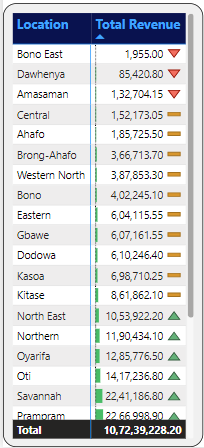 Location Total Revenue
Bono East 1,955.00
Dawhenya 85,420.80
Amasaman 1,32,704.15
Central 1,52,173.05
Ahafo 1,85,725.50
Brong-Ahafo 3,66,713.70
Western North 3,87,853.30
Bono 4,02,245.10
Eastern 6,04,115.55
Gbawe 6,07,161.55
Dodowa 6,10,246.40
Kasoa 6,98,710.25
Kitase 8,61,862.10
North East 10,53,922.20
Northern 11,90,434.10
Oyarifa 12,85,776.50
Oti 14,17,236.80
Savannah 22,41,186.80
Prampram 22,66,998.90
Total 10,72,39,228.20